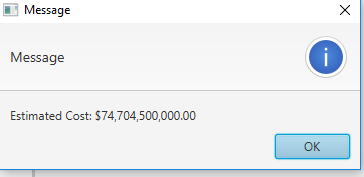 Message
Message
Estimated Cost: $74,704,500,000.00
OK